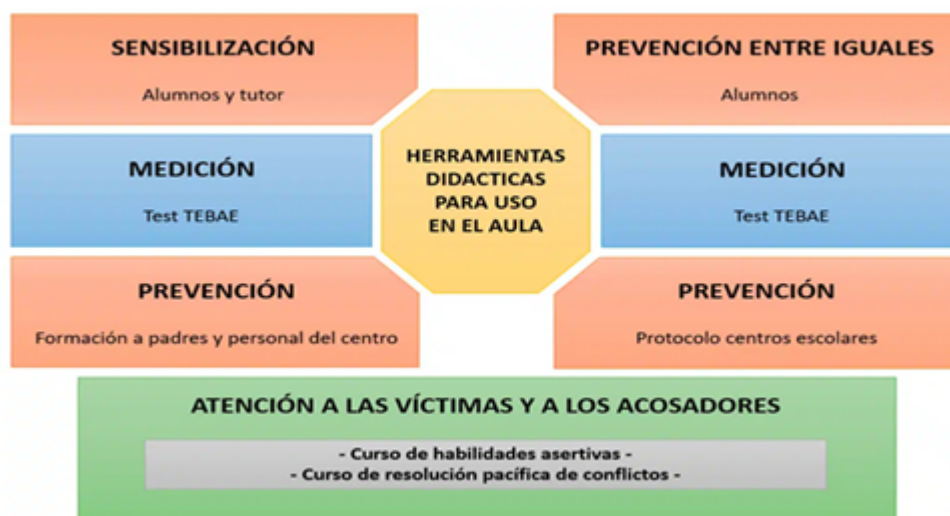 SENSIBILIZACIÓN
Alumnos y tutor
PREVENCIÓN ENTRE IGUALES
Alumnos
HERRAMIENTAS
DIDACTICAS
PARA USO
EN EL AULA
MEDICIÓN
Test TEBAE
MEDICIÓN
Test TEBAE
PREVENCIÓN
Formación a padres y personal del centro
PREVENCIÓN
Protocolo centros escolares
ATENCIÓN A LAS VÍCTIMAS Y A LOS ACOSADORES
- Curso de habilidades asertivas -
- Curso de resolución pacífica de conflictos -